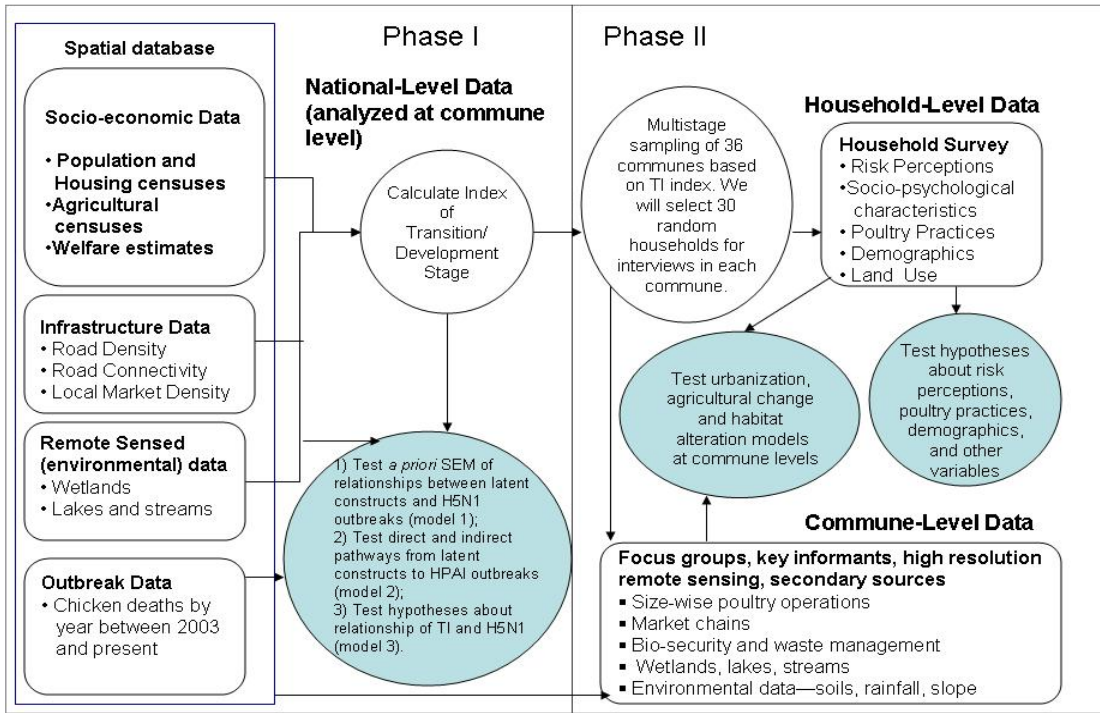 Phase I
Phase II
Spatial database
Socio-economic Data
• Population and
Housing censuses
• Agricultural
censuses
• Welfare estimates
Infrastructure Data
• Road Density
• Road Connectivity
• Local Market Density
Remote Sensed
(environmental) data
• Wetlands
• Lakes and streams
Outbreak Data
• Chicken deaths by
year between 2003
and present
National-Level Data
(analyzed at commune
level)
Calculate Index
of
Transition/
Development
Stage
1) Test a priori SEM of
relationships between latent
constructs and H5N1
outbreaks (model 1);
2) Test direct and indirect
pathways from latent
constructs to HPAI outbreaks
(model 2);
3) Test hypotheses about
relationship of TI and H5N1
(model 3).
Multistage
sampling of 36
communes based
on TI index. We
will select 30
random
households for
interviews in each
commune.
Household-Level Data
Household Survey
• Risk Perceptions
• Socio-psychological
characteristics
• Poultry Practices
• Demographics
• Land Use
Test urbanization,
agricultural change
and habitat
alteration models
at commune levels
Test hypotheses
about risk
perceptions,
poultry practices,
demographics,
and other
variables
Commune-Level Data
Focus groups, key informants, high resolution
remote sensing, secondary sources
▪ Size-wise poultry operations
▪ Market chains
▪ Bio-security and waste management
▪ Wetlands, lakes, streams
▪ Environmental data—soils, rainfall, slope